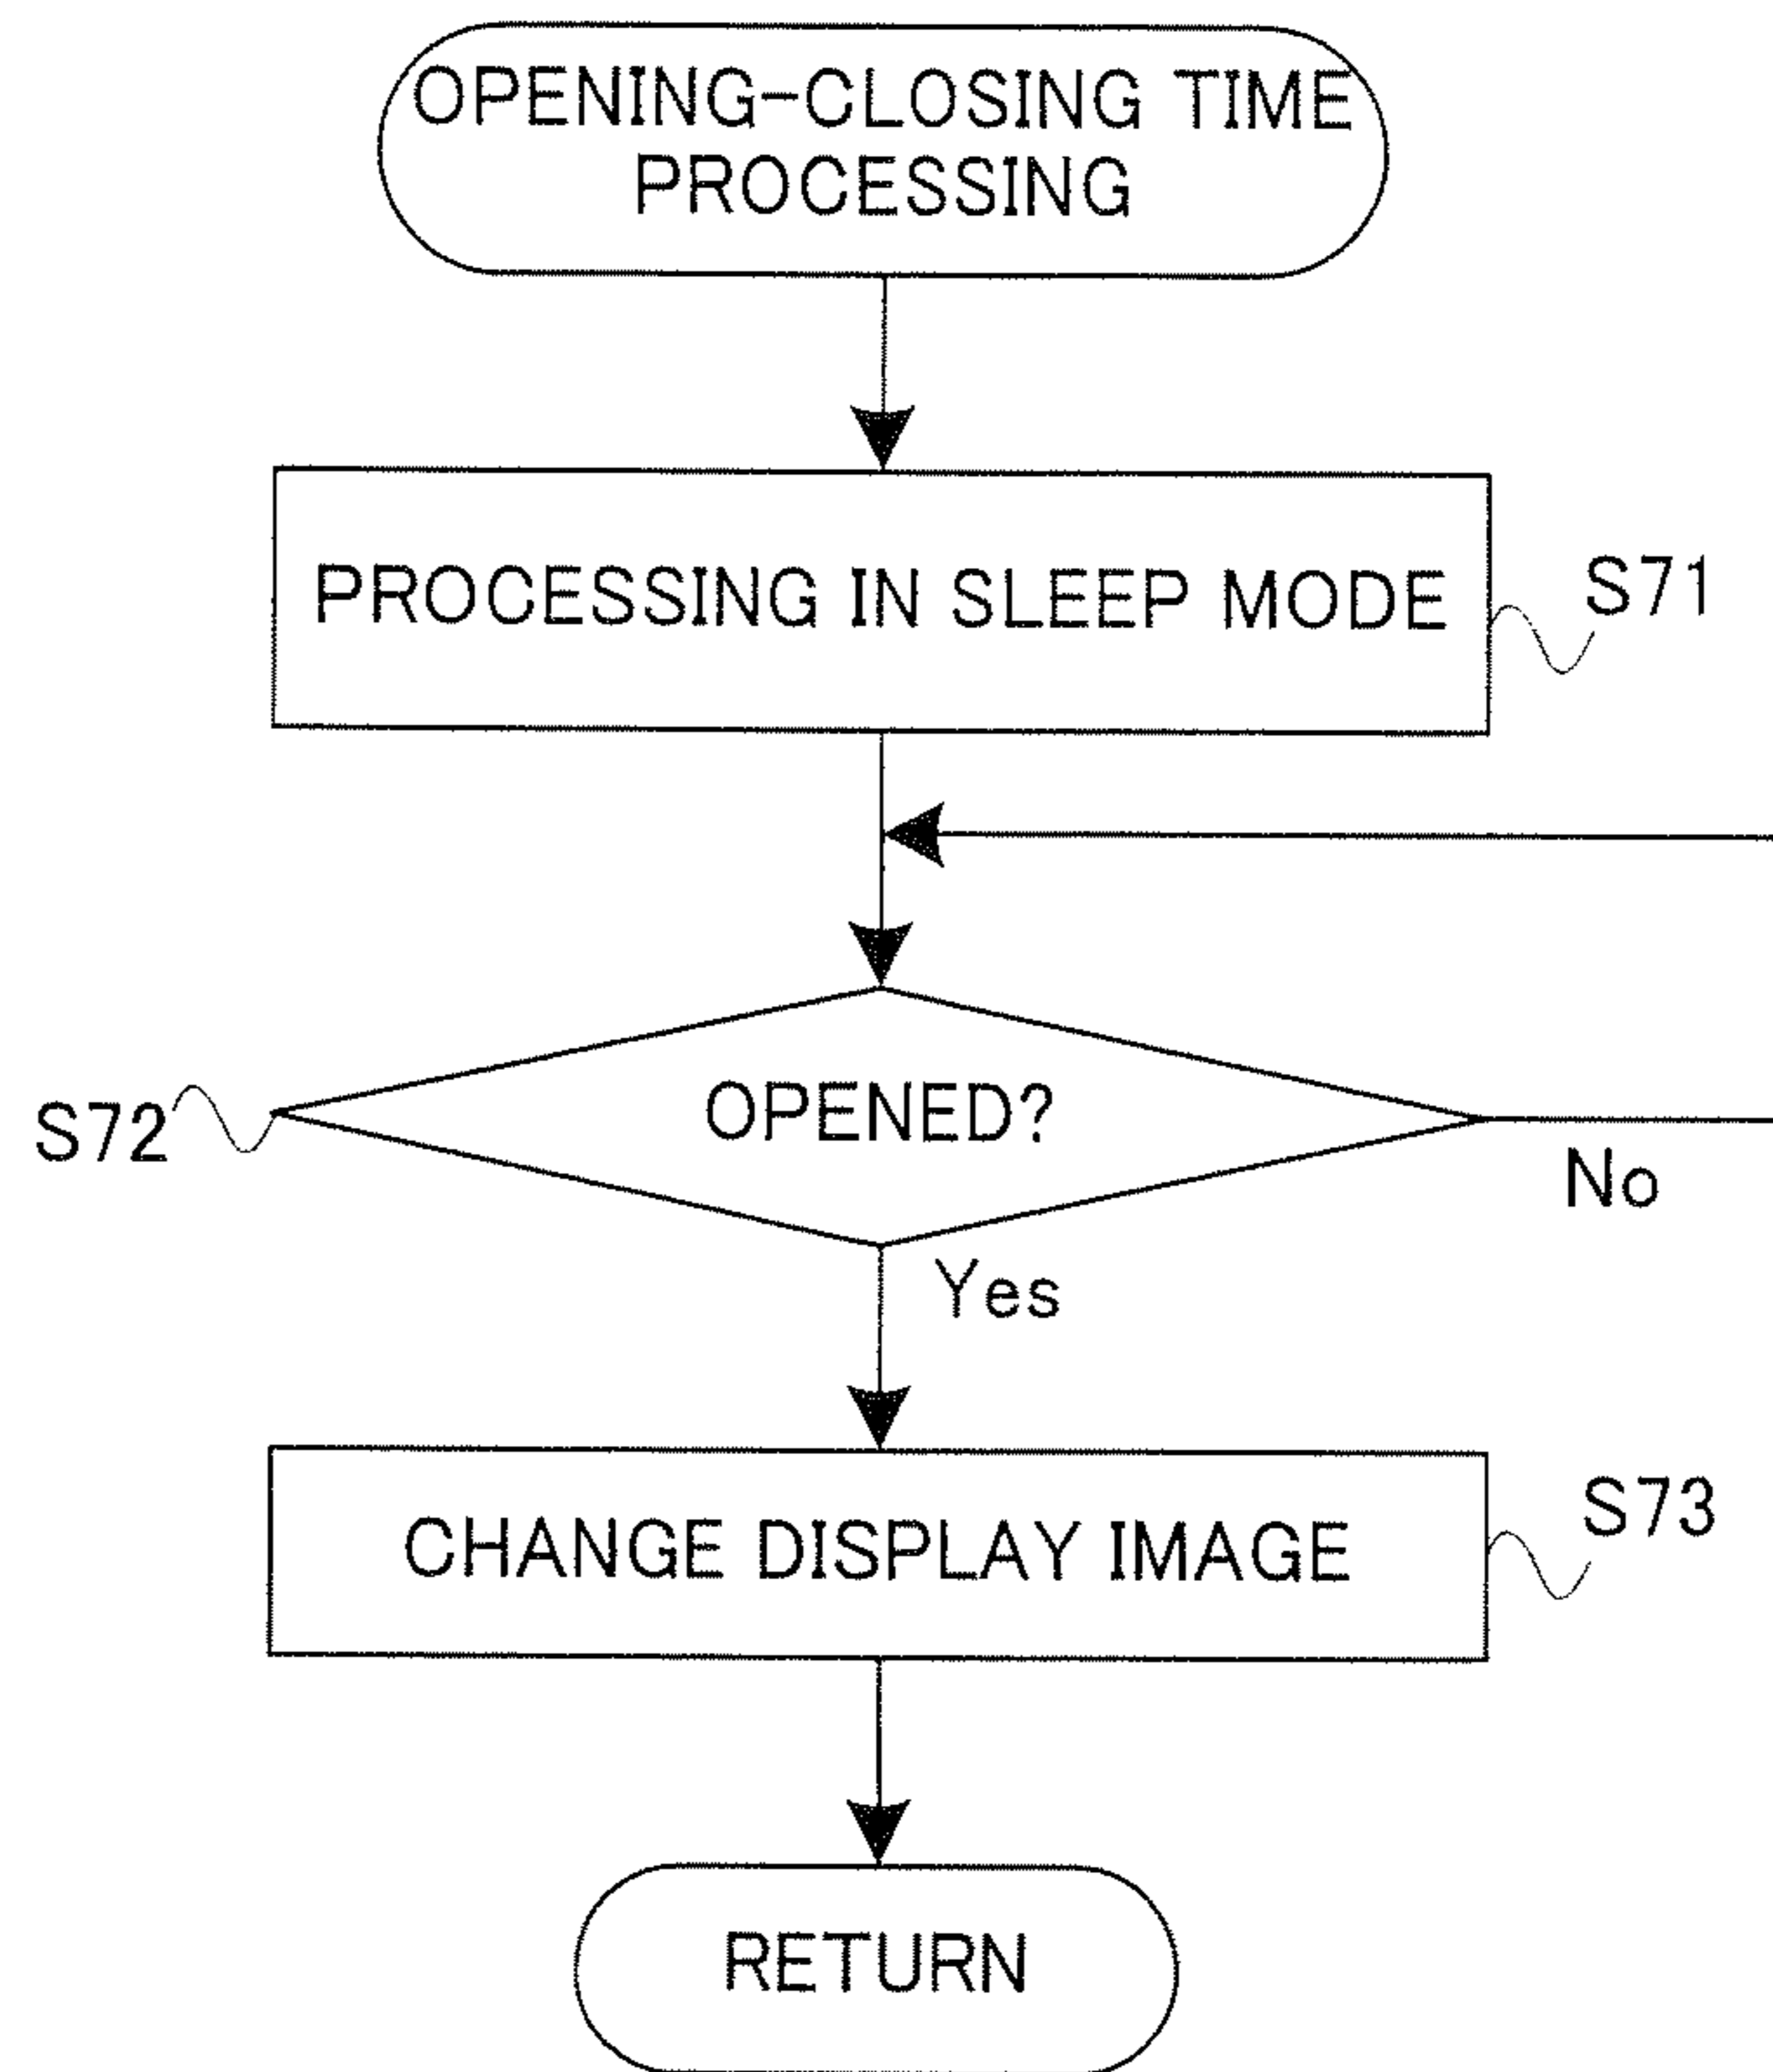 OPENING-CLOSING TIME
PROCESSING
PROCESSING IN SLEEP MODE
S71
OPENED?
S72
No
Yes
CHANGE DISPLAY IMAGE
S73
RETURN